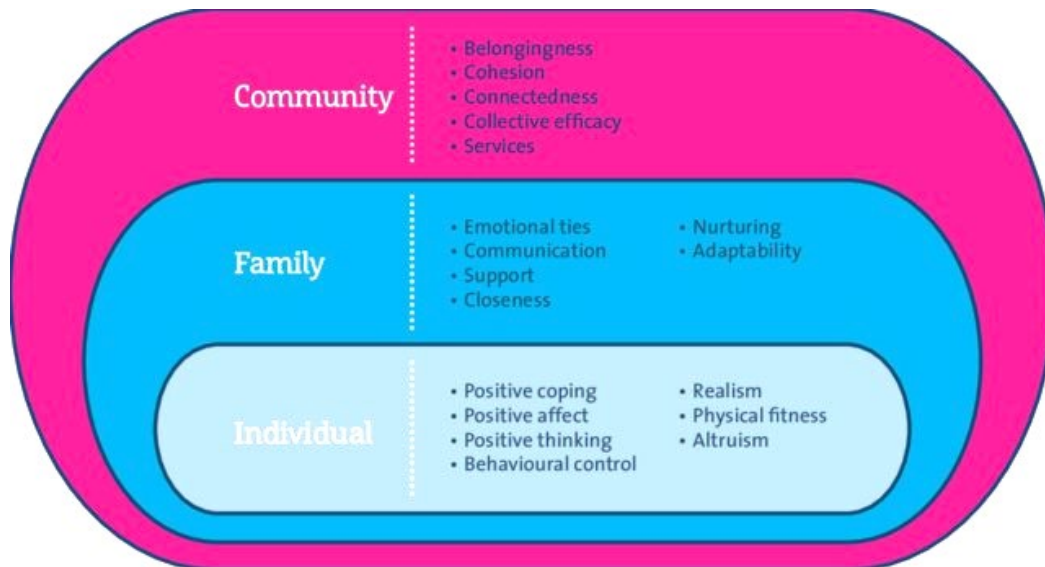 Community
• Belongingness
• Cohesion
• Connectedness
• Collective efficacy
• Services
Family
• Emotional ties
• Communication
• Support
• Closeness
• Nurturing
• Adaptability
Individual
• Positive coping
• Positive affect
• Positive thinking
• Behavioural control
• Realism
• Physical fitness
• Altruism